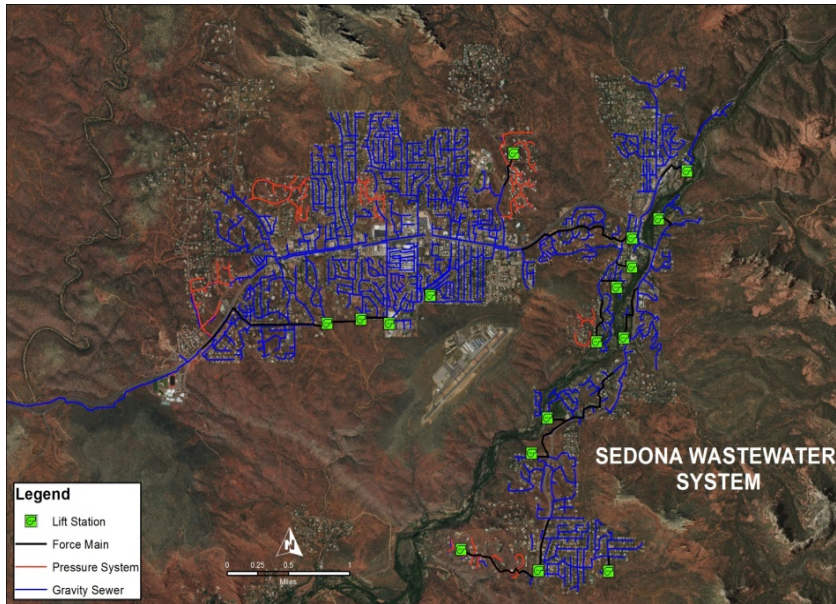 SEDONA WASTEWATER
SYSTEM
Legend
Lift Station
Force Main
Pressure System
Gravity Sewer
N
0 0.25 0.5 1
Miles